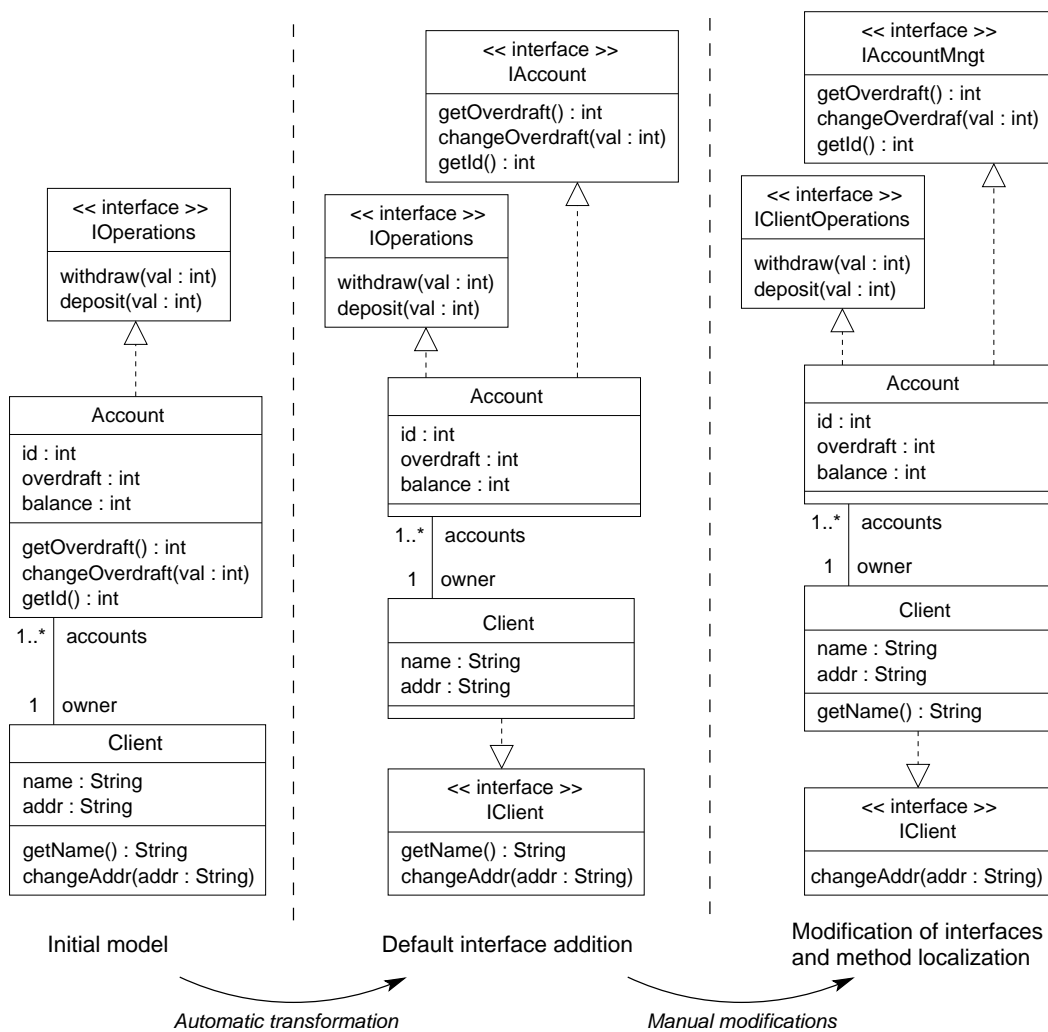 << interface >>
IOperations
withdraw(val : int)
deposit(val : int)
Account
id : int
overdraft : int
balance : int
getOverdraft() : int
changeOverdraft(val : int)
getId() : int
1..* accounts
1 owner
Client
name : String
addr : String
getName() : String
changeAddr(addr : String)
Initial model
<< interface >>
IAccount
getOverdraft() : int
changeOverdraft(val : int)
getId() : int
<< interface >>
IOperations
withdraw(val : int)
deposit(val : int)
Account
id : int
overdraft : int
balance : int
1..* accounts
1 owner
Client
name : String
addr : String
<< interface >>
IClient
getName() : String
changeAddr(addr : String)
Default interface addition
<< interface >>
IAccountMngt
getOverdraft() : int
changeOverdraf(val : int)
getId() : int
<< interface >>
IClientOperations
withdraw(val : int)
deposit(val : int)
Account
id : int
overdraft : int
balance : int
1..* accounts
1 owner
Client
name : String
addr : String
getName() : String
<< interface >>
IClient
changeAddr(addr : String)
Modification of interfaces
and method localization
Automatic transformation
Manual modifications